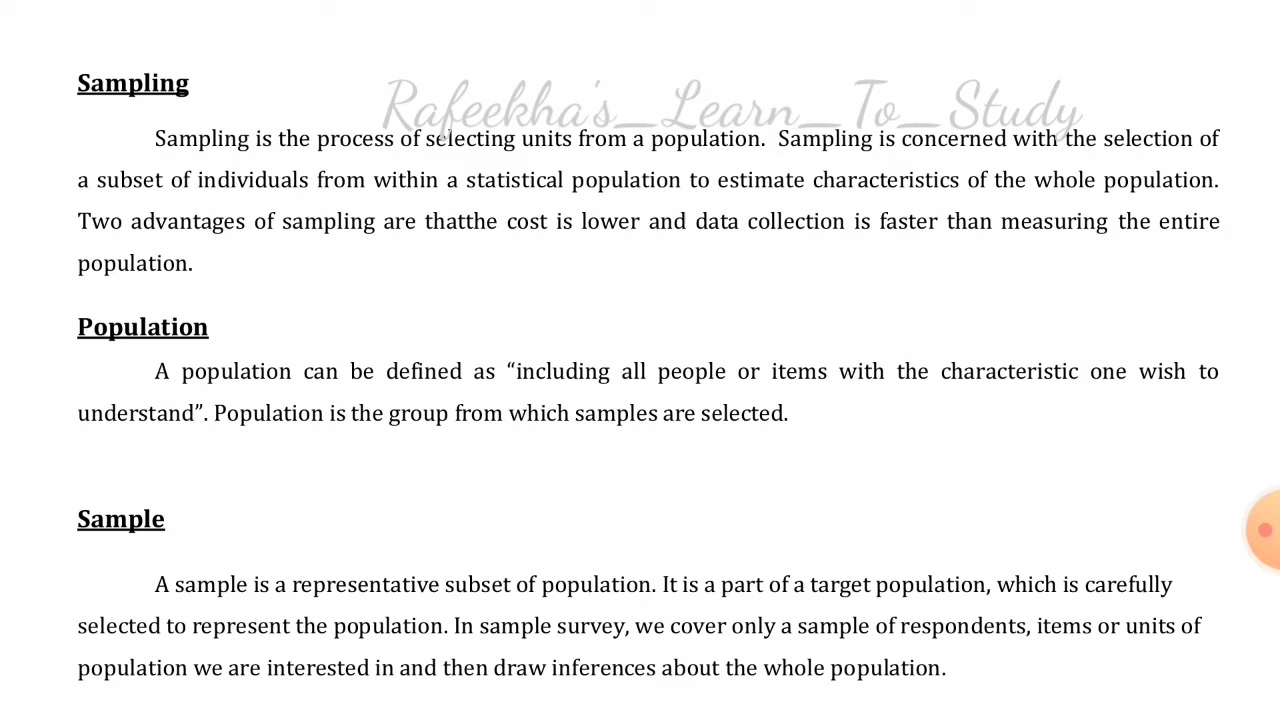 Sampling
Rafeekha's_Learn_To_Study
Sampling is the process of selecting units from a population. Sampling is concerned with the selection of
a subset of individuals from within a statistical population to estimate characteristics of the whole population.
Two advantages of sampling are thatthe cost is lower and data collection is faster than measuring the entire
population.
Population
A population can be defined as “including all people or items with the characteristic one wish to
understand”. Population is the group from which samples are selected.
Sample
A sample is a representative subset of population. It is a part of a target population, which is carefully
selected to represent the population. In sample survey, we cover only a sample of respondents, items or units of
population we are interested in and then draw inferences about the whole population.